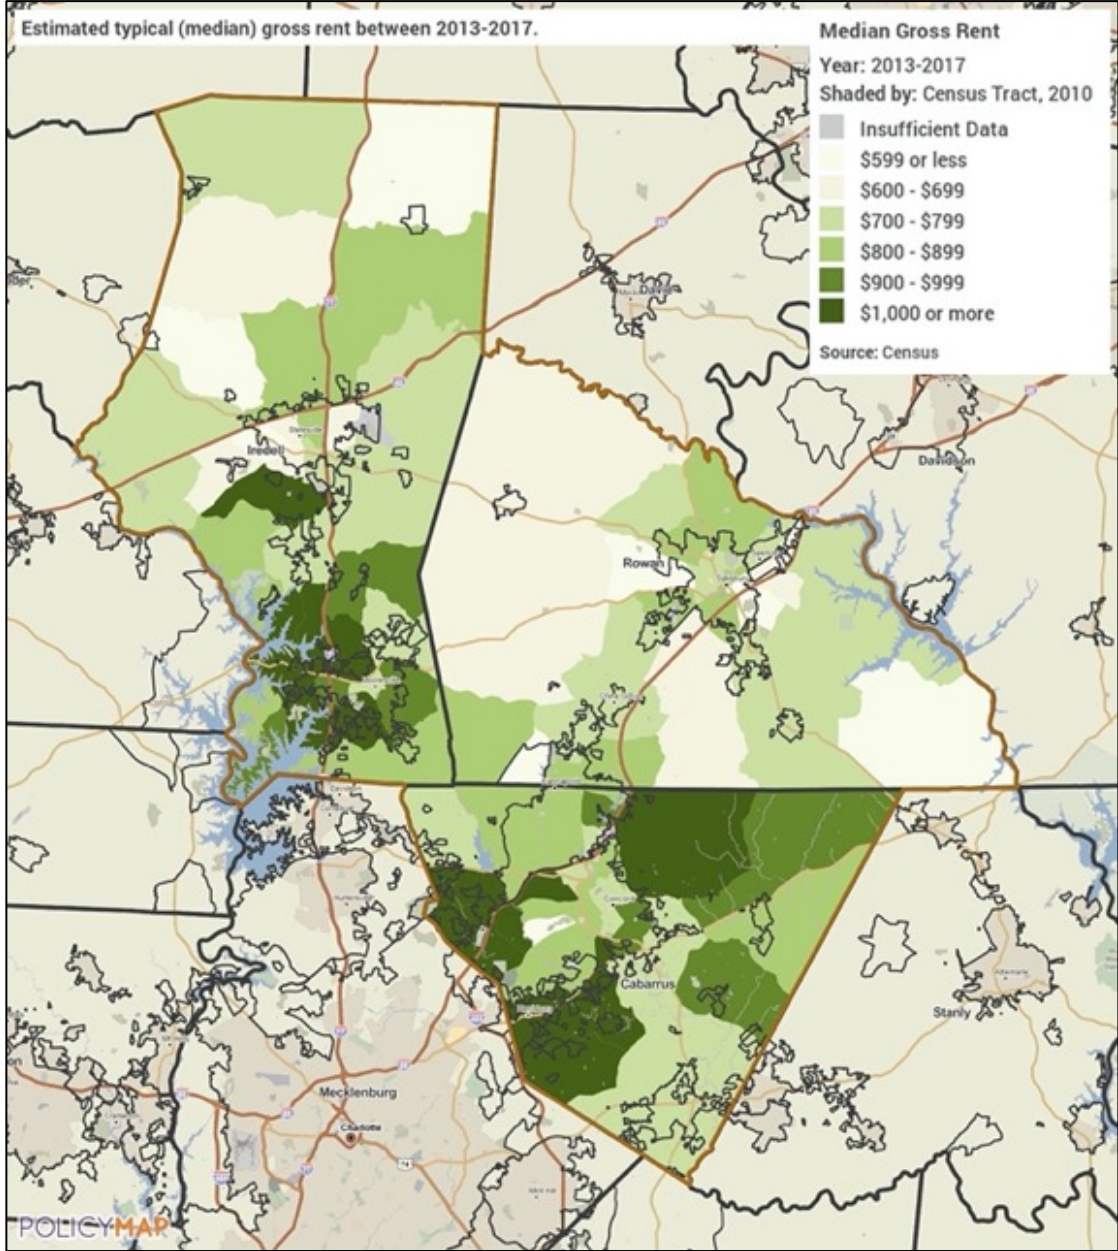 Estimated typical (median) gross rent between 2013-2017.
Median Gross Rent
Year: 2013-2017
Shaded by: Census Tract, 2010
Insufficient Data
$599 or less
$600 - $699
$700 - $799
$800 - $899
$900 - $999
$1,000 or more
Source: Census
Davie
Iredell
Davidson
Rowan
Cabarrus
Stanly
Mecklenburg
Charlotte
POLICYMAP